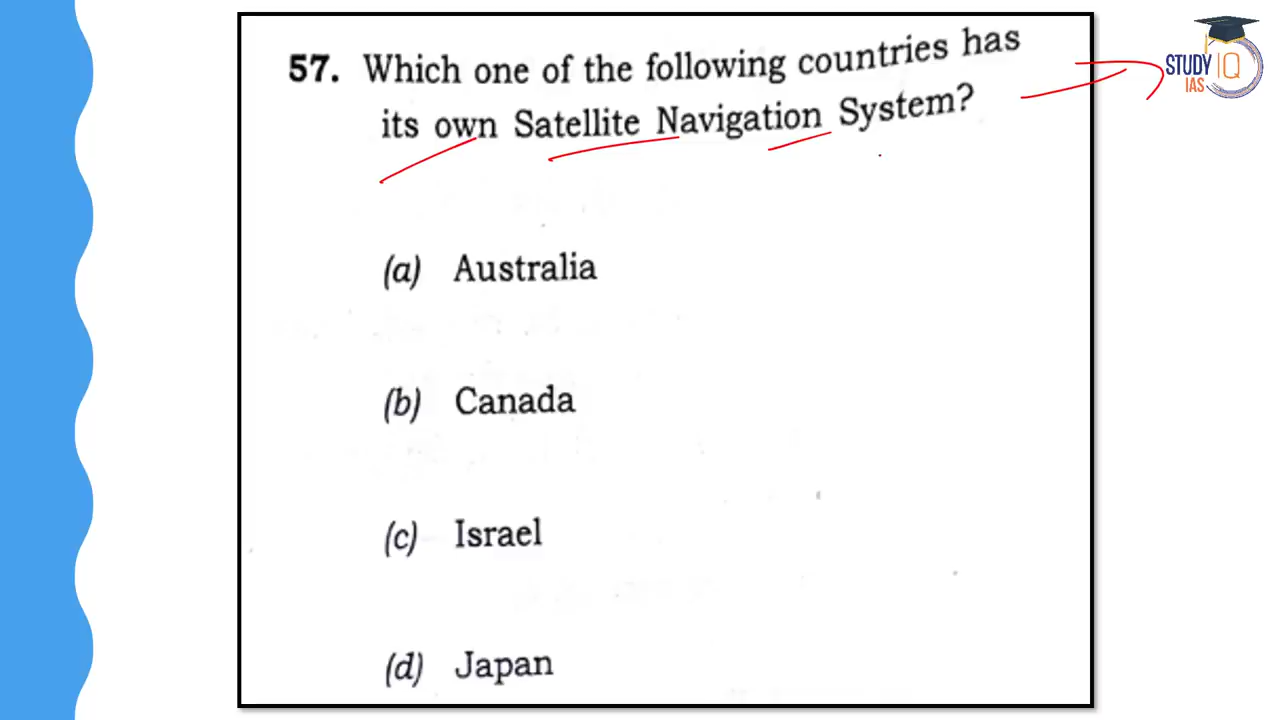 57. Which one of the following countries has
its own Satellite Navigation System?
STUDY IQ
IAS
(a) Australia
(b) Canada
(c) Israel
(d) Japan